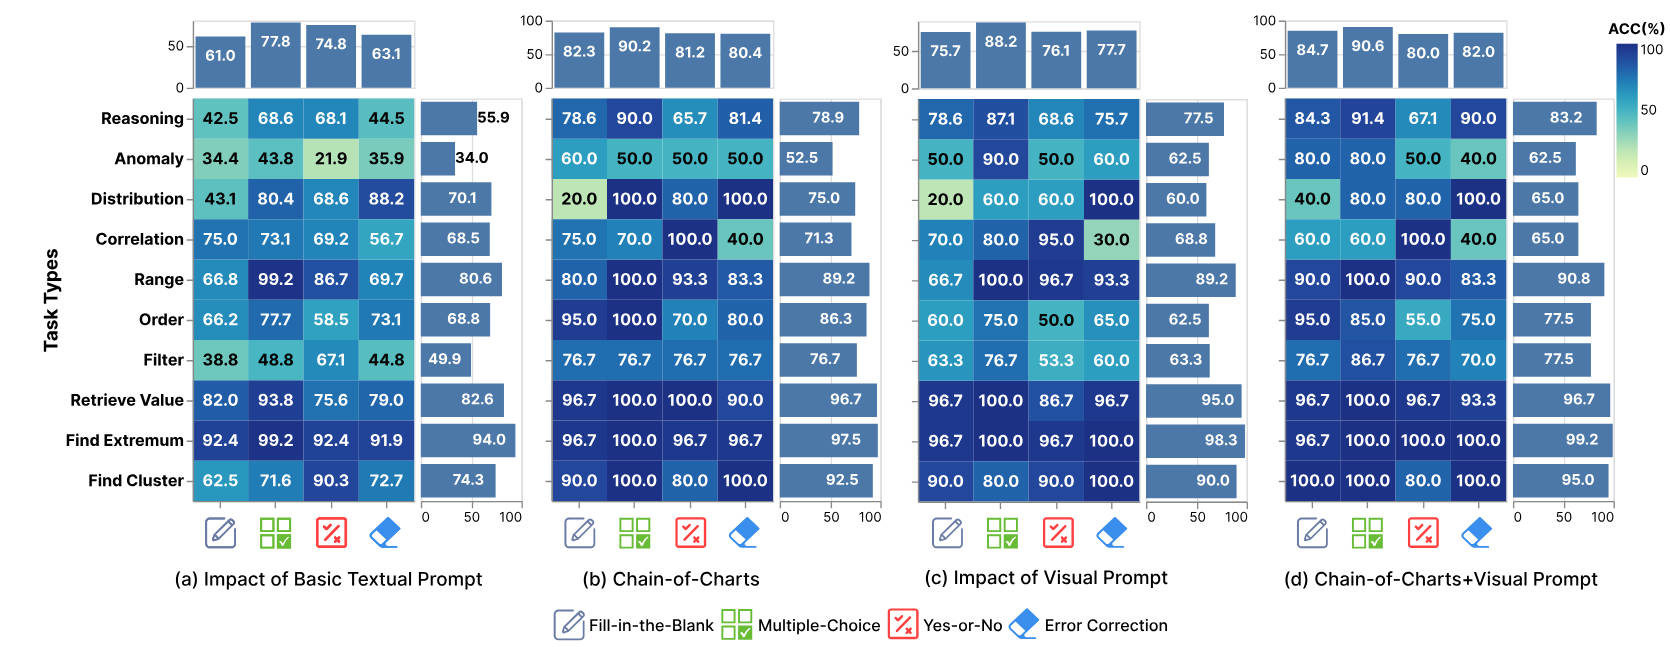 61.0 77.8 74.8 63.1 82.3 90.2 81.2 80.4 75.7 88.2 76.1 77.7 84.7 90.6 80.0 82.0
50 0 100 50 0 50 0 100 50 0
ACC(%)
100
50
0
Task Types
Reasoning 42.5 68.6 68.1 44.5 55.9 78.6 90.0 65.7 81.4 78.9 78.6 87.1 68.6 75.7 77.5 84.3 91.4 67.1 90.0 83.2
Anomaly 34.4 43.8 21.9 35.9 34.0 60.0 50.0 50.0 50.0 52.5 50.0 90.0 50.0 60.0 62.5 80.0 80.0 50.0 40.0 62.5
Distribution 43.1 80.4 68.6 88.2 70.1 20.0 100.0 80.0 100.0 75.0 20.0 60.0 60.0 100.0 60.0 40.0 80.0 80.0 100.0 65.0
Correlation 75.0 73.1 69.2 56.7 68.5 75.0 70.0 100.0 40.0 71.3 70.0 80.0 95.0 30.0 68.8 60.0 60.0 100.0 40.0 65.0
Range 66.8 99.2 86.7 69.7 80.6 80.0 100.0 93.3 83.3 89.2 66.7 100.0 96.7 93.3 89.2 90.0 100.0 90.0 83.3 90.8
Order 66.2 77.7 58.5 73.1 68.8 95.0 100.0 70.0 80.0 86.3 60.0 75.0 50.0 65.0 62.5 95.0 85.0 55.0 75.0 77.5
Filter 38.8 48.8 67.1 44.8 49.9 76.7 76.7 76.7 76.7 76.7 63.3 76.7 53.3 60.0 63.3 76.7 86.7 76.7 70.0 77.5
Retrieve Value 82.0 93.8 75.6 79.0 82.6 96.7 100.0 100.0 90.0 96.7 96.7 100.0 86.7 96.7 95.0 96.7 100.0 96.7 93.3 96.7
Find Extremum 92.4 99.2 92.4 91.9 94.0 96.7 100.0 96.7 96.7 97.5 96.7 100.0 96.7 100.0 98.3 96.7 100.0 100.0 100.0 99.2
Find Cluster 62.5 71.6 90.3 72.7 74.3 90.0 100.0 80.0 100.0 92.5 90.0 80.0 90.0 100.0 90.0 100.0 100.0 80.0 100.0 95.0
0 50 100 0 50 100 0 50 100 0 50 100
(a) Impact of Basic Textual Prompt (b) Chain-of-Charts (c) Impact of Visual Prompt (d) Chain-of-Charts+Visual Prompt
Fill-in-the-Blank Multiple-Choice Yes-or-No Error Correction